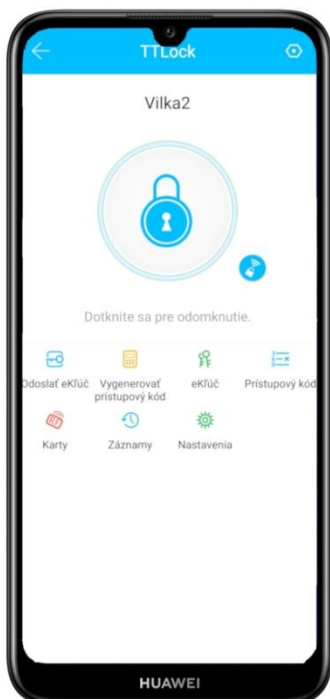 TTLock
Vilka2
Dotknite sa pre odomknutie.
Odoslať eKľúč
Vygenerovať
prístupový kód
eKľúč
Prístupový kód
Karty
Záznamy
Nastavenia
HUAWEI